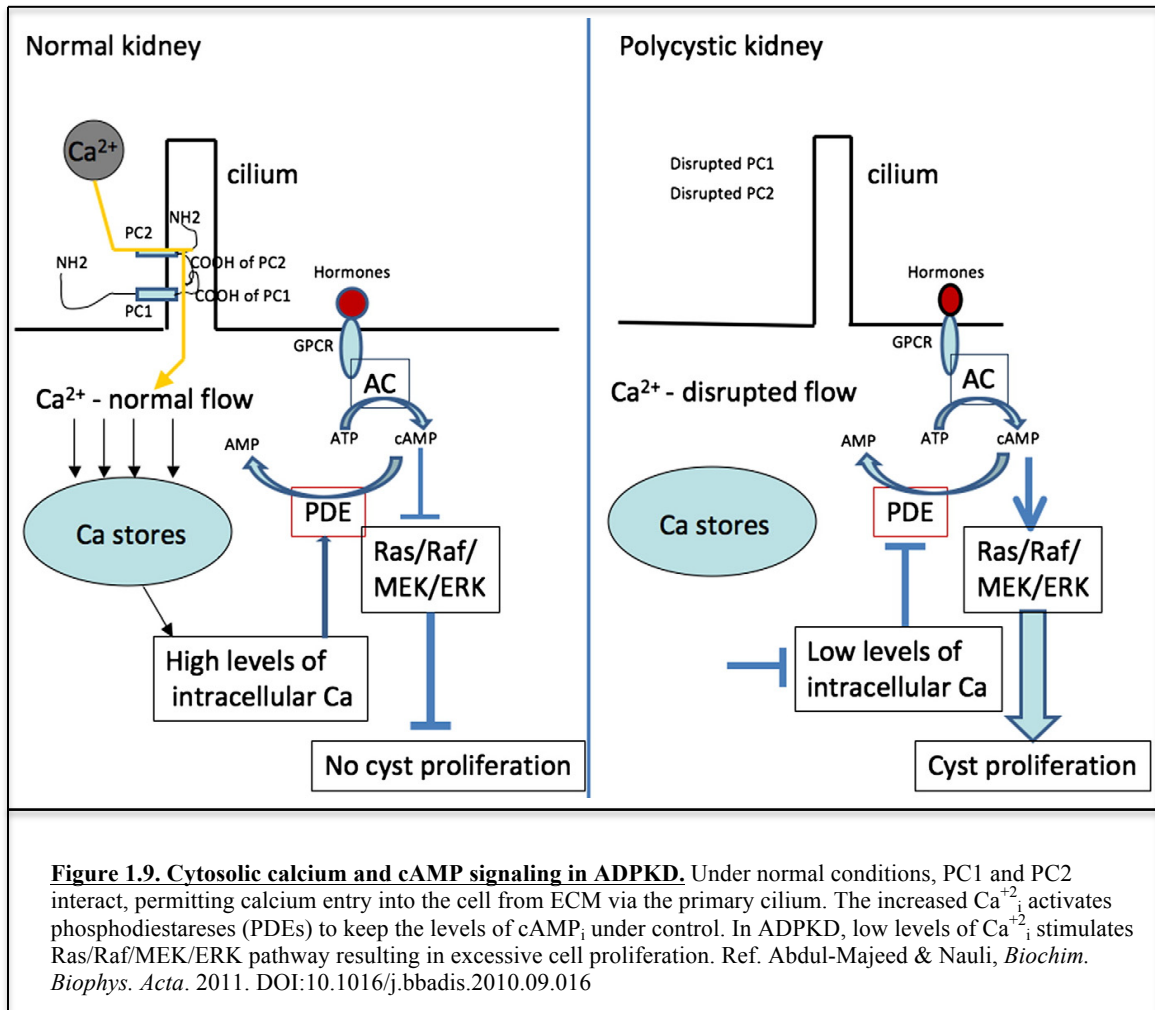 Normal kidney
Ca²⁺
cilium
NH2
PC2
NH2
COOH of PC2
COOH of PC1
PC1
Hormones
GPCR
AC
Ca²⁺ - normal flow
ATP
cAMP
AMP
PDE
Ca stores
Ras/Raf/
MEK/ERK
High levels of
intracellular Ca
No cyst proliferation
Polycystic kidney
Disrupted PC1
Disrupted PC2
cilium
Hormones
GPCR
AC
Ca²⁺ - disrupted flow
ATP
cAMP
AMP
PDE
Ca stores
Ras/Raf/
MEK/ERK
Low levels of
intracellular Ca
Cyst proliferation
Figure 1.9. Cytosolic calcium and cAMP signaling in ADPKD. Under normal conditions, PC1 and PC2
interact, permitting calcium entry into the cell from ECM via the primary cilium. The increased Ca⁺²ᵢ activates
phosphodiestareses (PDEs) to keep the levels of cAMPᵢ under control. In ADPKD, low levels of Ca⁺²ᵢ stimulates
Ras/Raf/MEK/ERK pathway resulting in excessive cell proliferation. Ref. Abdul-Majeed & Nauli, Biochim.
Biophys. Acta. 2011. DOI:10.1016/j.bbadis.2010.09.016